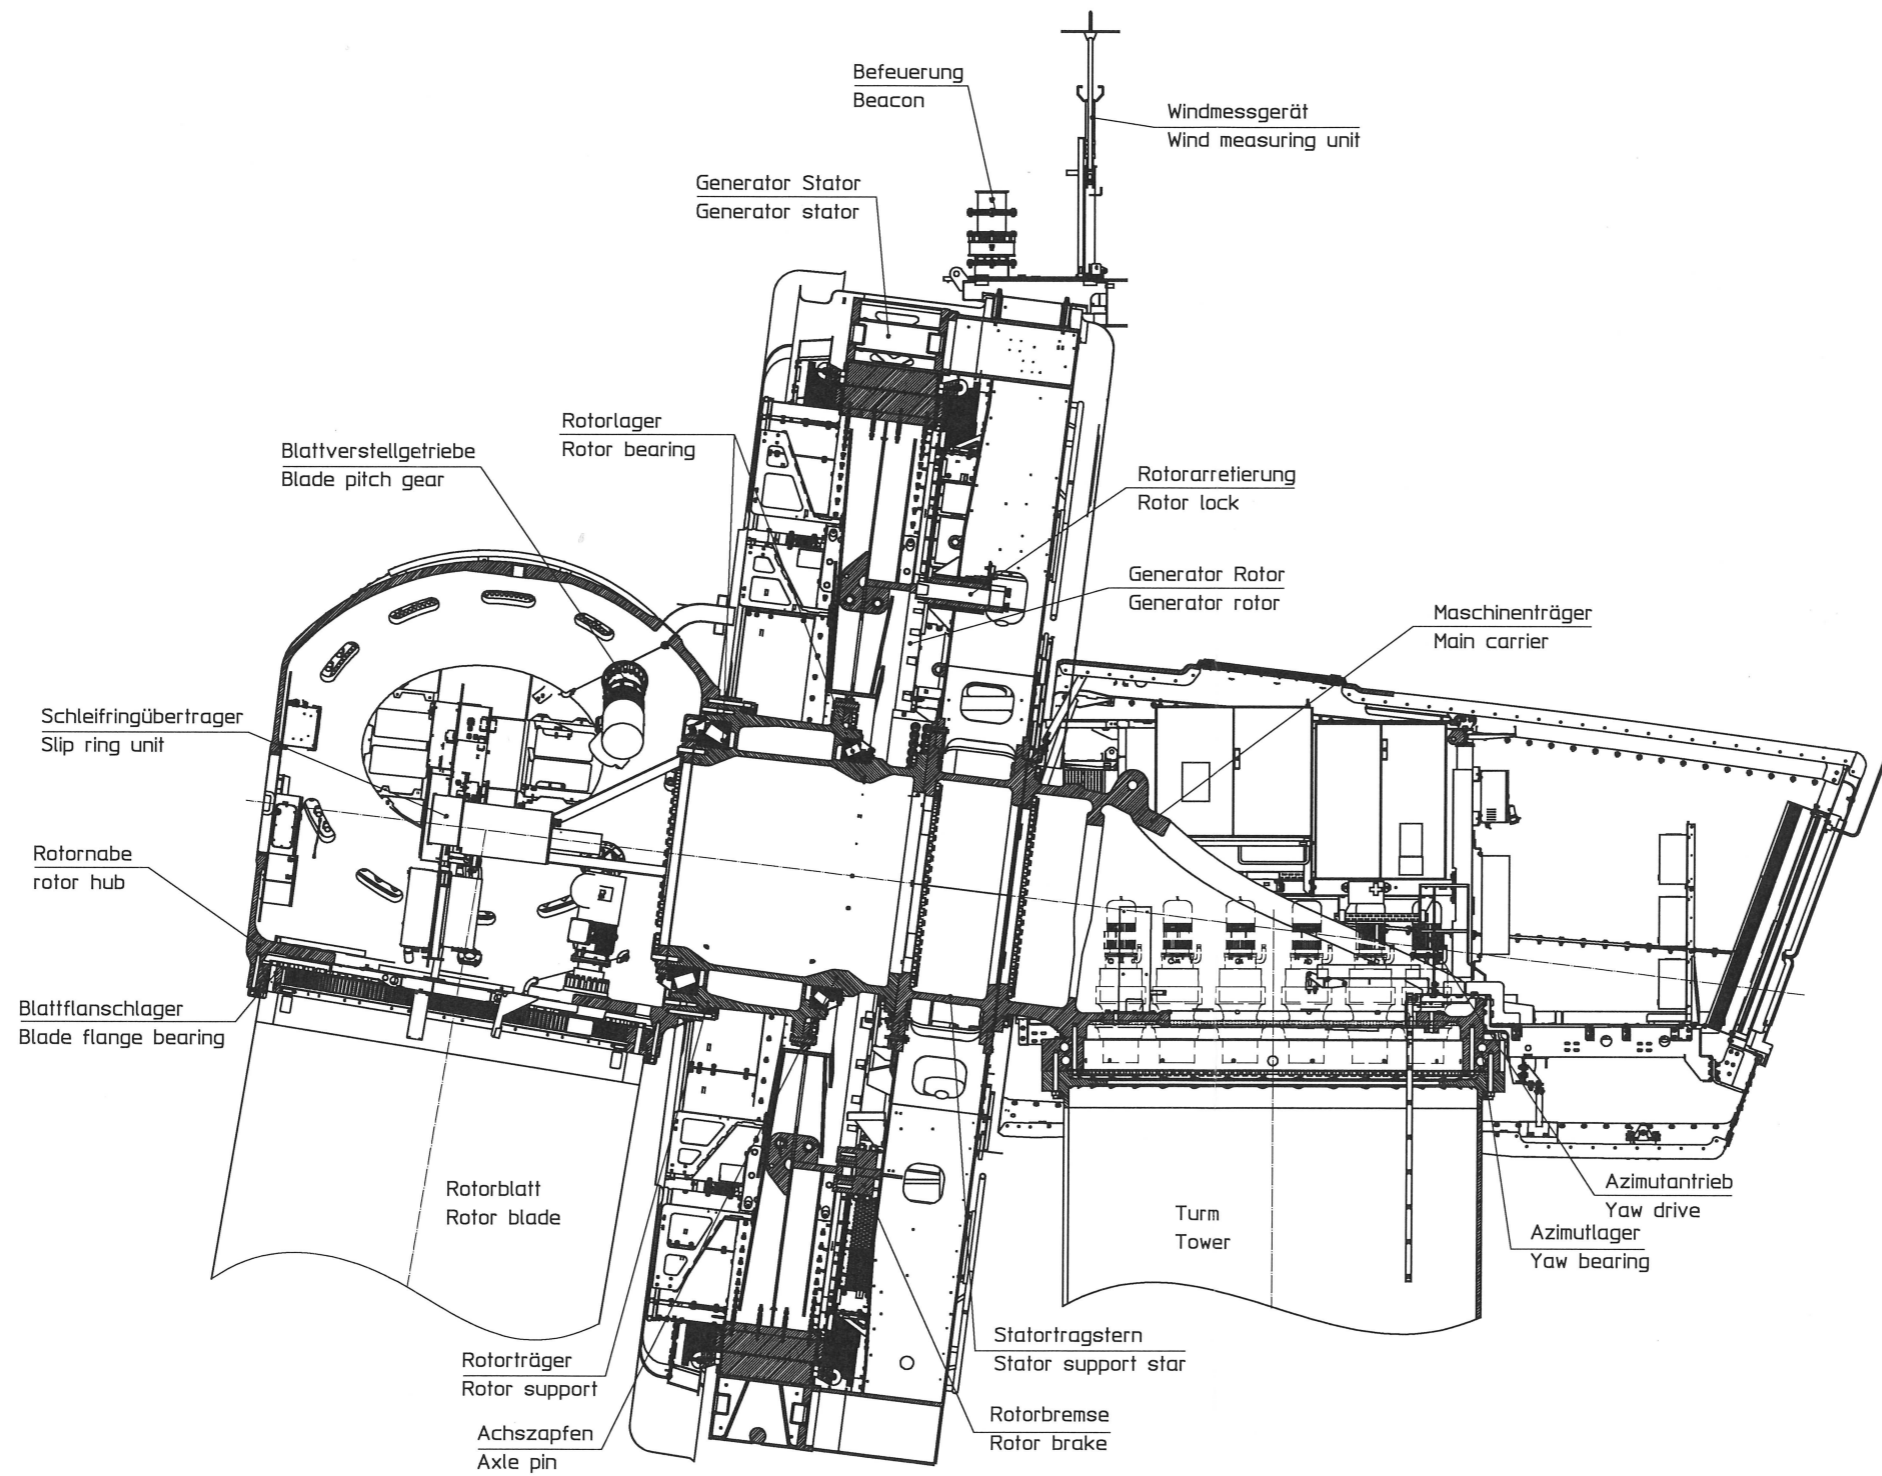 Befeuerung
Beacon
Windmessgerät
Wind measuring unit
Generator Stator
Generator stator
Rotorlager
Rotor bearing
Blattverstellgetriebe
Blade pitch gear
Rotorarretierung
Rotor lock
Generator Rotor
Generator rotor
Maschinenträger
Main carrier
Schleifringübertrager
Slip ring unit
Rotornabe
rotor hub
Blattflanschlager
Blade flange bearing
Rotorblatt
Rotor blade
Turm
Tower
Azimutantrieb
Yaw drive
Azimutlager
Yaw bearing
Statortragstern
Stator support star
Rotorträger
Rotor support
Rotorbremse
Rotor brake
Achszapfen
Axle pin